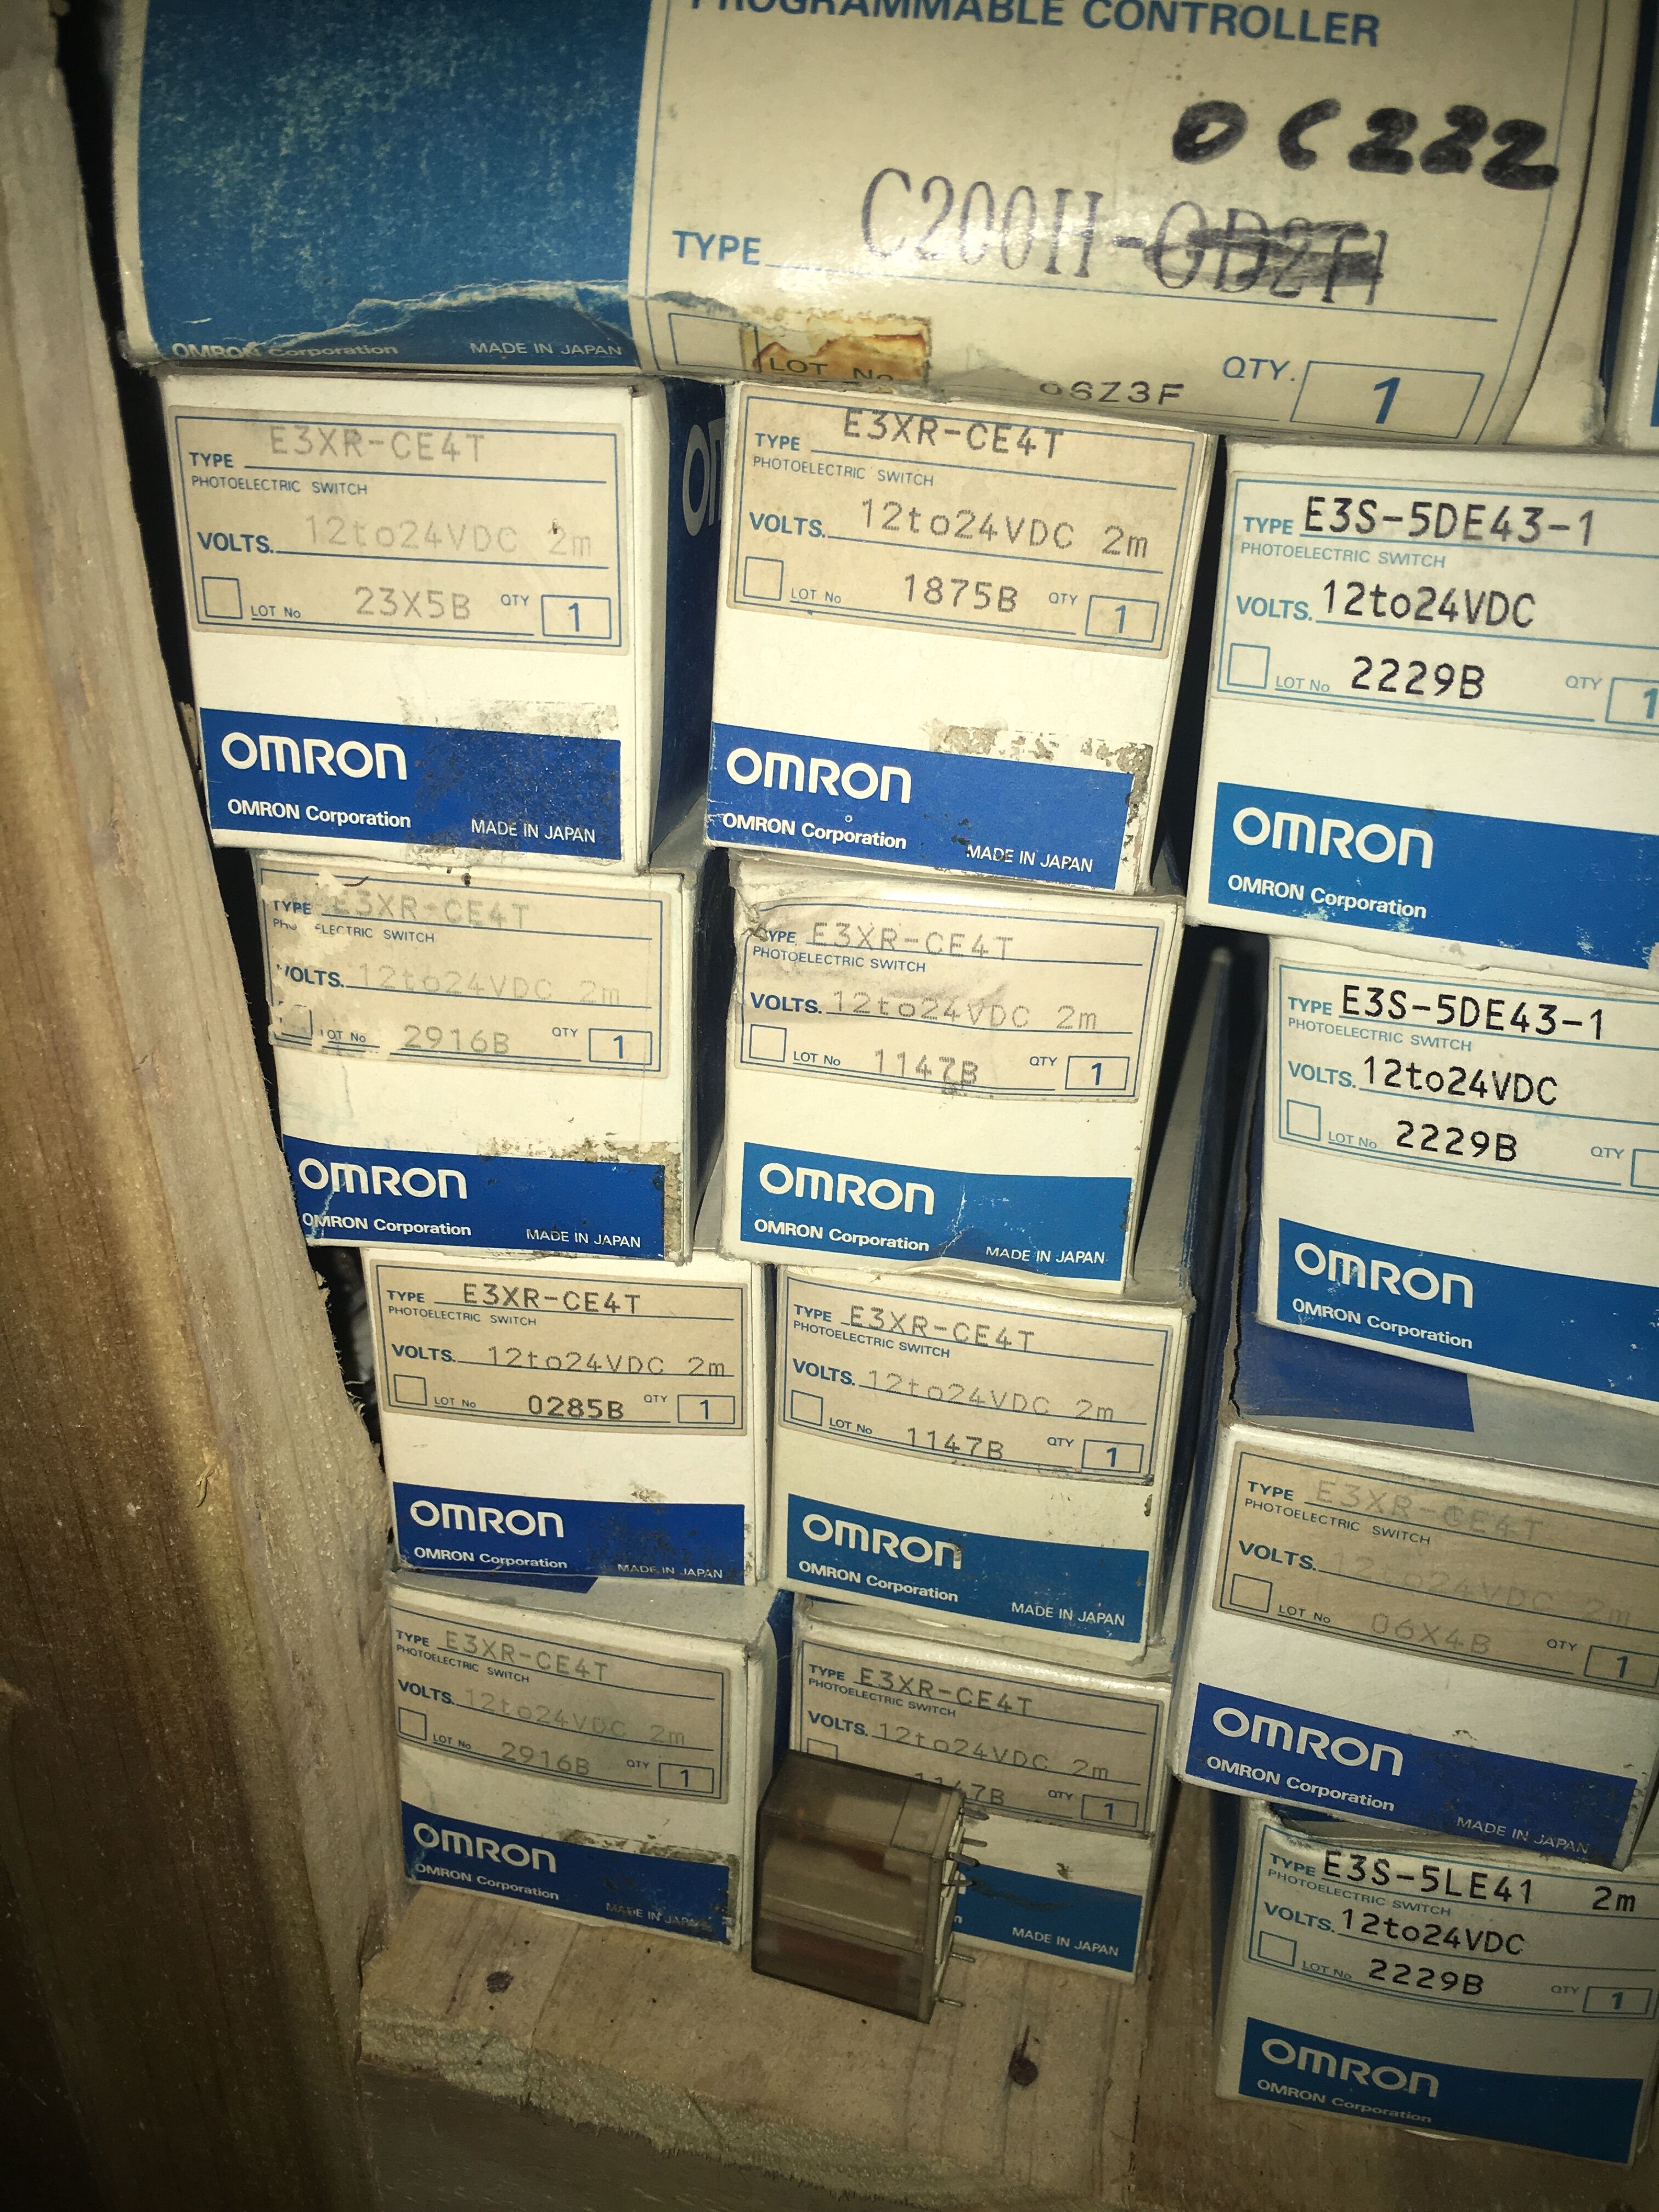 PROGRAMMABLE CONTROLLER
OC222
TYPE C200H-OD211
LOT No
QTY. 1
OMRON Corporation MADE IN JAPAN
TYPE E3XR-CE4T
PHOTOELECTRIC SWITCH
VOLTS. 12to24VDC 2m
LOT No 23X5B QTY 1
OMRON
OMRON Corporation MADE IN JAPAN
TYPE E3XR-CE4T
PHOTOELECTRIC SWITCH
VOLTS. 12to24VDC 2m
LOT No 1875B QTY 1
OMRON
OMRON Corporation MADE IN JAPAN
TYPE E3S-5DE43-1
PHOTOELECTRIC SWITCH
VOLTS. 12to24VDC
LOT No 2229B QTY 1
OMRON
OMRON Corporation
TYPE E3XR-CE4T
SWITCH
VOLTS. 12to24VDC 2m
LOT No 2916B QTY 1
OMRON
OMRON Corporation MADE IN JAPAN
TYPE E3XR-CE4T
PHOTOELECTRIC SWITCH
VOLTS. 12to24VDC 2m
LOT No 1147B QTY 1
OMRON
OMRON Corporation MADE IN JAPAN
TYPE E3S-5DE43-1
PHOTOELECTRIC SWITCH
VOLTS. 12to24VDC
LOT No 2229B QTY
OMRON
OMRON Corporation
TYPE E3XR-CE4T
PHOTOELECTRIC SWITCH
VOLTS. 12to24VDC 2m
LOT No 0285B QTY 1
OMRON
OMRON Corporation MADE IN JAPAN
TYPE E3XR-CE4T
PHOTOELECTRIC SWITCH
VOLTS. 12to24VDC 2m
LOT No 1147B QTY 1
OMRON
OMRON Corporation MADE IN JAPAN
TYPE E3XR-CE4T
PHOTOELECTRIC SWITCH
VOLTS. 12to24VDC 2m
LOT No 06X4B QTY 1
OMRON
OMRON Corporation MADE IN JAPAN
TYPE E3XR-CE4T
PHOTOELECTRIC SWITCH
VOLTS. 12to24VDC 2m
LOT No 2916B QTY 1
OMRON
OMRON Corporation MADE IN JAPAN
TYPE E3XR-CE4T
PHOTOELECTRIC SWITCH
VOLTS. 12to24VDC 2m
1147B QTY 1
MADE IN JAPAN
TYPE E3S-5LE41 2m
PHOTOELECTRIC SWITCH
VOLTS. 12to24VDC
LOT No 2229B QTY 1
OMRON
OMRON Corporation